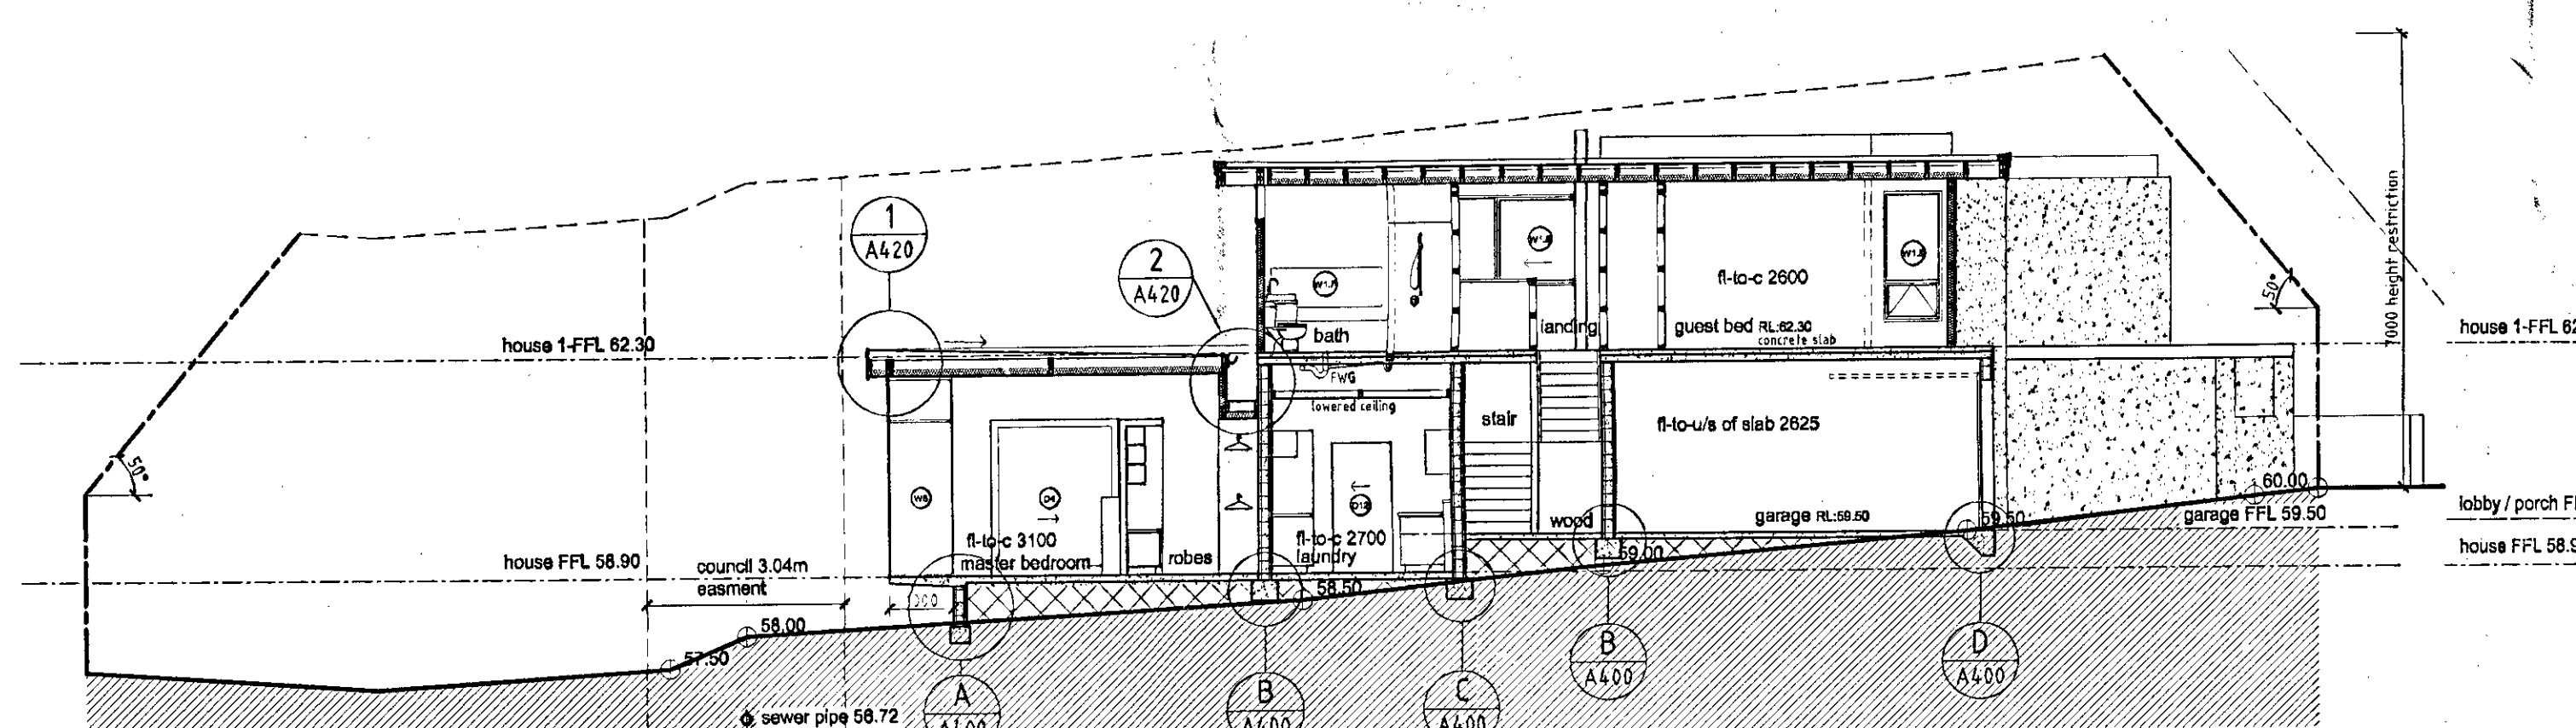 7000 height restriction
1
A420
2
A420
50°
50°
house 1-FFL 62.30
house 1-FFL 62
fl-to-c 2600
bath
landing
guest bed RL:62.30
concrete slab
FWG
lowered ceiling
stair
fl-to-u/s of slab 2625
W6
D4
D12
60.00
garage FFL 59.50
lobby / porch FF
house FFL 58.9
wood
garage RL:59.50
59.50
59.00
fl-to-c 3100
master bedroom
robes
fl-to-c 2700
laundry
house FFL 58.90
council 3.04m
easment
58.50
58.00
57.50
sewer pipe 56.72
A
A400
B
A400
C
A400
B
A400
D
A400